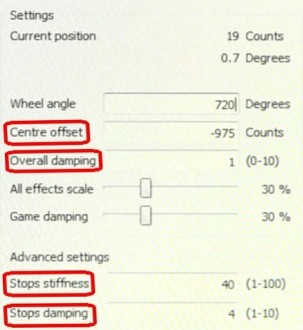 Settings
Current position 19 Counts
0.7 Degrees
Wheel angle 720 Degrees
Centre offset -975 Counts
Overall damping 1 (0-10)
All effects scale 30 %
Game damping 30 %
Advanced settings
Stops stiffness 40 (1-100)
Stops damping 4 (1-10)